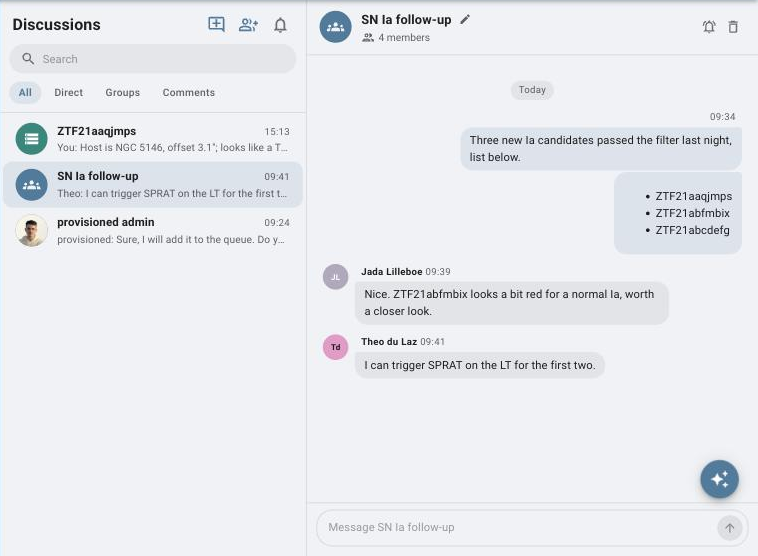 Discussions
Search
All
Direct
Groups
Comments
ZTF21aaqjmps
15:13
You: Host is NGC 5146, offset 3.1"; looks like a T...
SN Ia follow-up
09:41
Theo: I can trigger SPRAT on the LT for the first t...
provisioned admin
09:24
provisioned: Sure, I will add it to the queue. Do y...
SN Ia follow-up
4 members
Today
09:34
Three new Ia candidates passed the filter last night,
list below.
• ZTF21aaqjmps
• ZTF21abfmbix
• ZTF21abcdefg
JL
Jada Lilleboe 09:39
Nice. ZTF21abfmbix looks a bit red for a normal Ia, worth
a closer look.
Td
Theo du Laz 09:41
I can trigger SPRAT on the LT for the first two.
Message SN Ia follow-up